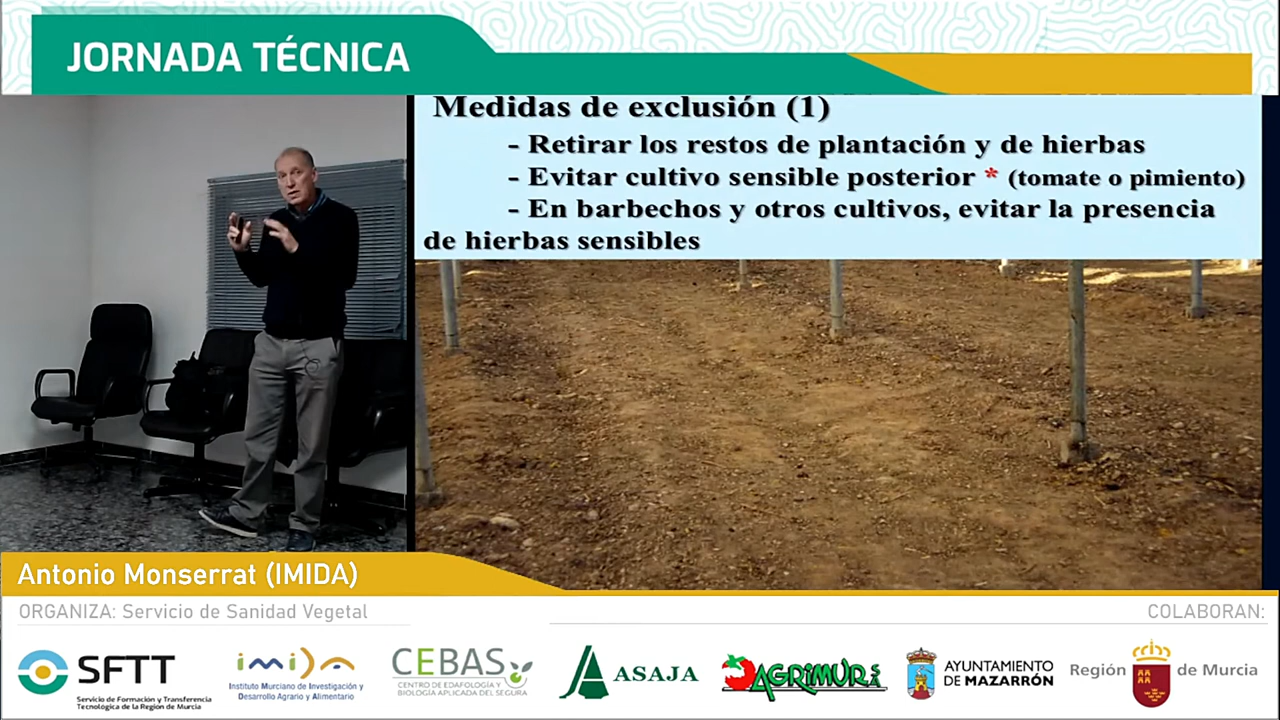 JORNADA TÉCNICA
Medidas de exclusión (1)
- Retirar los restos de plantación y de hierbas
- Evitar cultivo sensible posterior * (tomate o pimiento)
- En barbechos y otros cultivos, evitar la presencia
de hierbas sensibles
Antonio Monserrat (IMIDA)
ORGANIZA: Servicio de Sanidad Vegetal
COLABORAN:
SFTT
Servicio de Formación y Transferencia
Tecnológica de la Región de Murcia
imida
Instituto Murciano de Investigación y
Desarrollo Agrario y Alimentario
CEBAS
CENTRO DE EDAFOLOGÍA Y
BIOLOGÍA APLICADA DEL SEGURA
ASAJA
AGRIMUR
AYUNTAMIENTO
DE MAZARRÓN
Región de Murcia